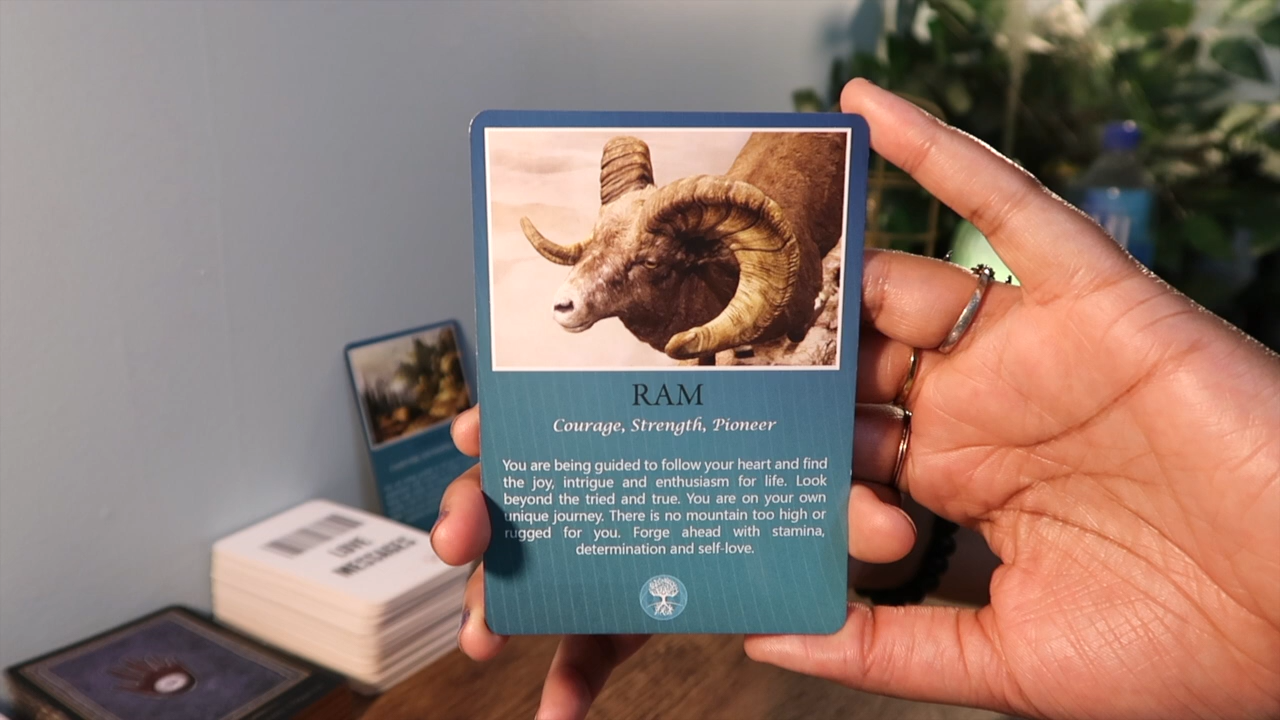 RAM
Courage, Strength, Pioneer
You are being guided to follow your heart and find
the joy, intrigue and enthusiasm for life. Look
beyond the tried and true. You are on your own
unique journey. There is no mountain too high or
rugged for you. Forge ahead with stamina,
determination and self-love.
LOVE
MESSAGES